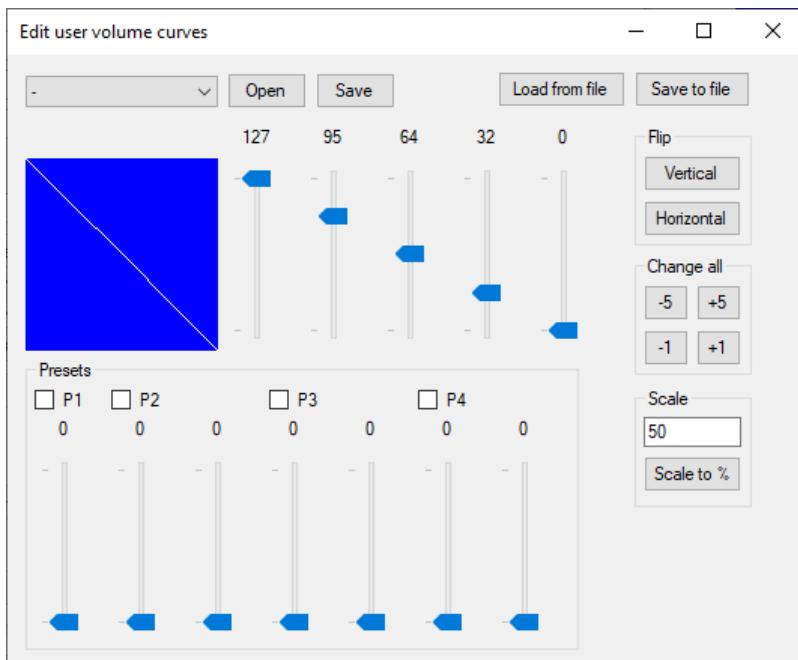 Edit user volume curves
- Open Save Load from file Save to file
127 95 64 32 0
Flip
Vertical
Horizontal
Change all
-5 +5
-1 +1
Presets
P1 P2 P3 P4
0 0 0 0 0 0 0
Scale
50
Scale to %